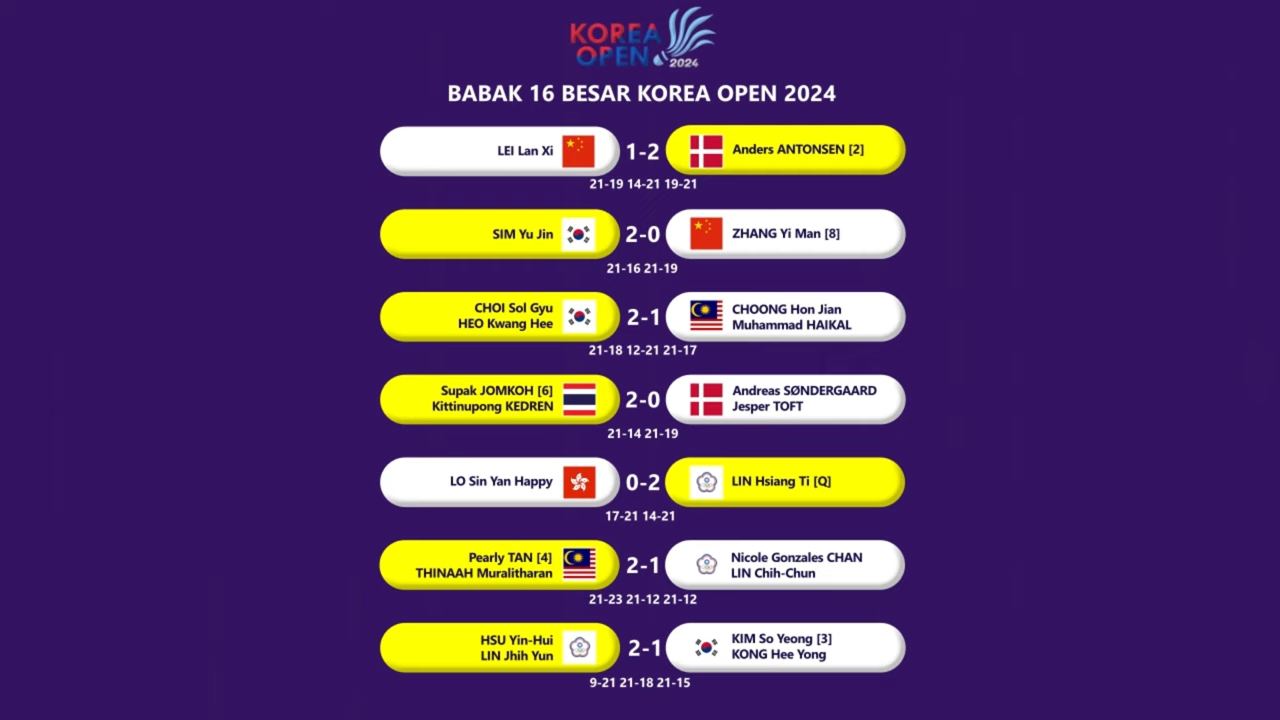 KOREA
OPEN
2024
BABAK 16 BESAR KOREA OPEN 2024
LEI Lan Xi 1-2 Anders ANTONSEN [2]
21-19 14-21 19-21
SIM Yu Jin 2-0 ZHANG Yi Man [8]
21-16 21-19
CHOI Sol Gyu
HEO Kwang Hee
2-1
CHOONG Hon Jian
Muhammad HAIKAL
21-18 12-21 21-17
Supak JOMKOH [6]
Kittinupong KEDREN
2-0
Andreas SØNDERGAARD
Jesper TOFT
21-14 21-19
LO Sin Yan Happy 0-2 LIN Hsiang Ti [Q]
17-21 14-21
Pearly TAN [4]
THINAAH Muralitharan
2-1
Nicole Gonzales CHAN
LIN Chih-Chun
21-23 21-12 21-12
HSU Yin-Hui
LIN Jhih Yun
2-1
KIM So Yeong [3]
KONG Hee Yong
9-21 21-18 21-15